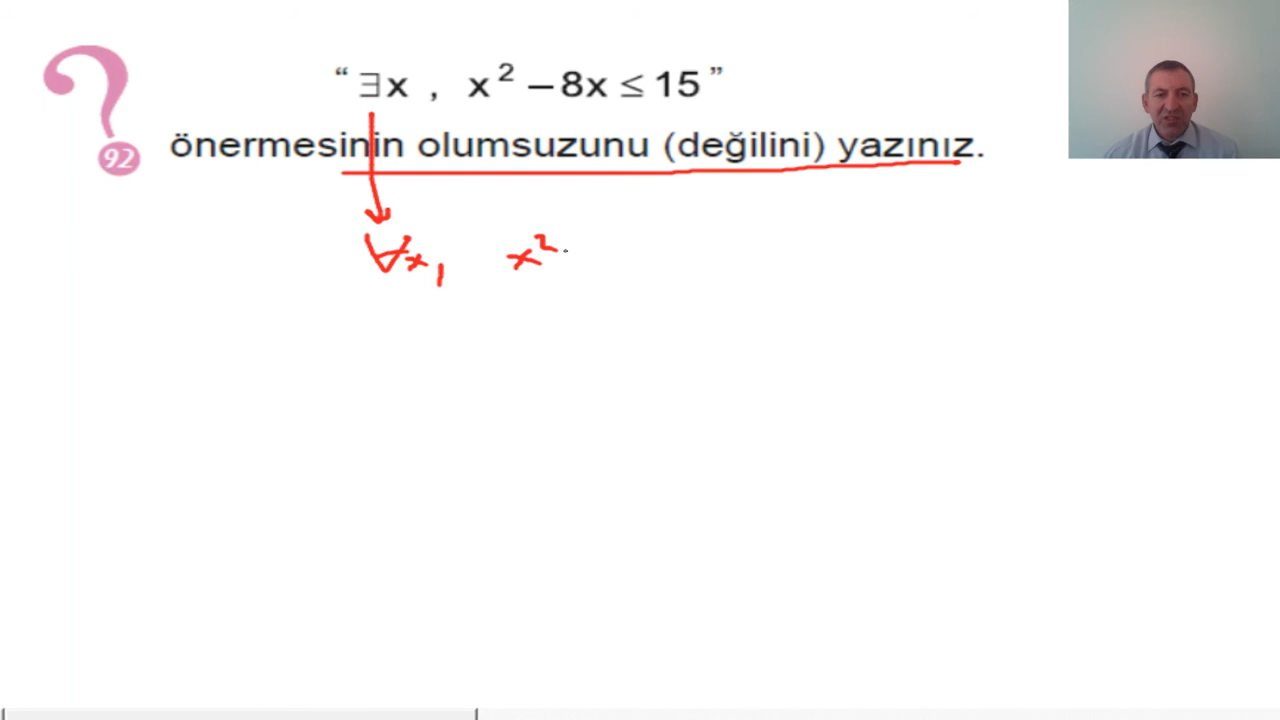 “ ∃x , x² – 8x ≤ 15 ”
önermesinin olumsuzunu (değilini) yazınız.
92
∀x, x²